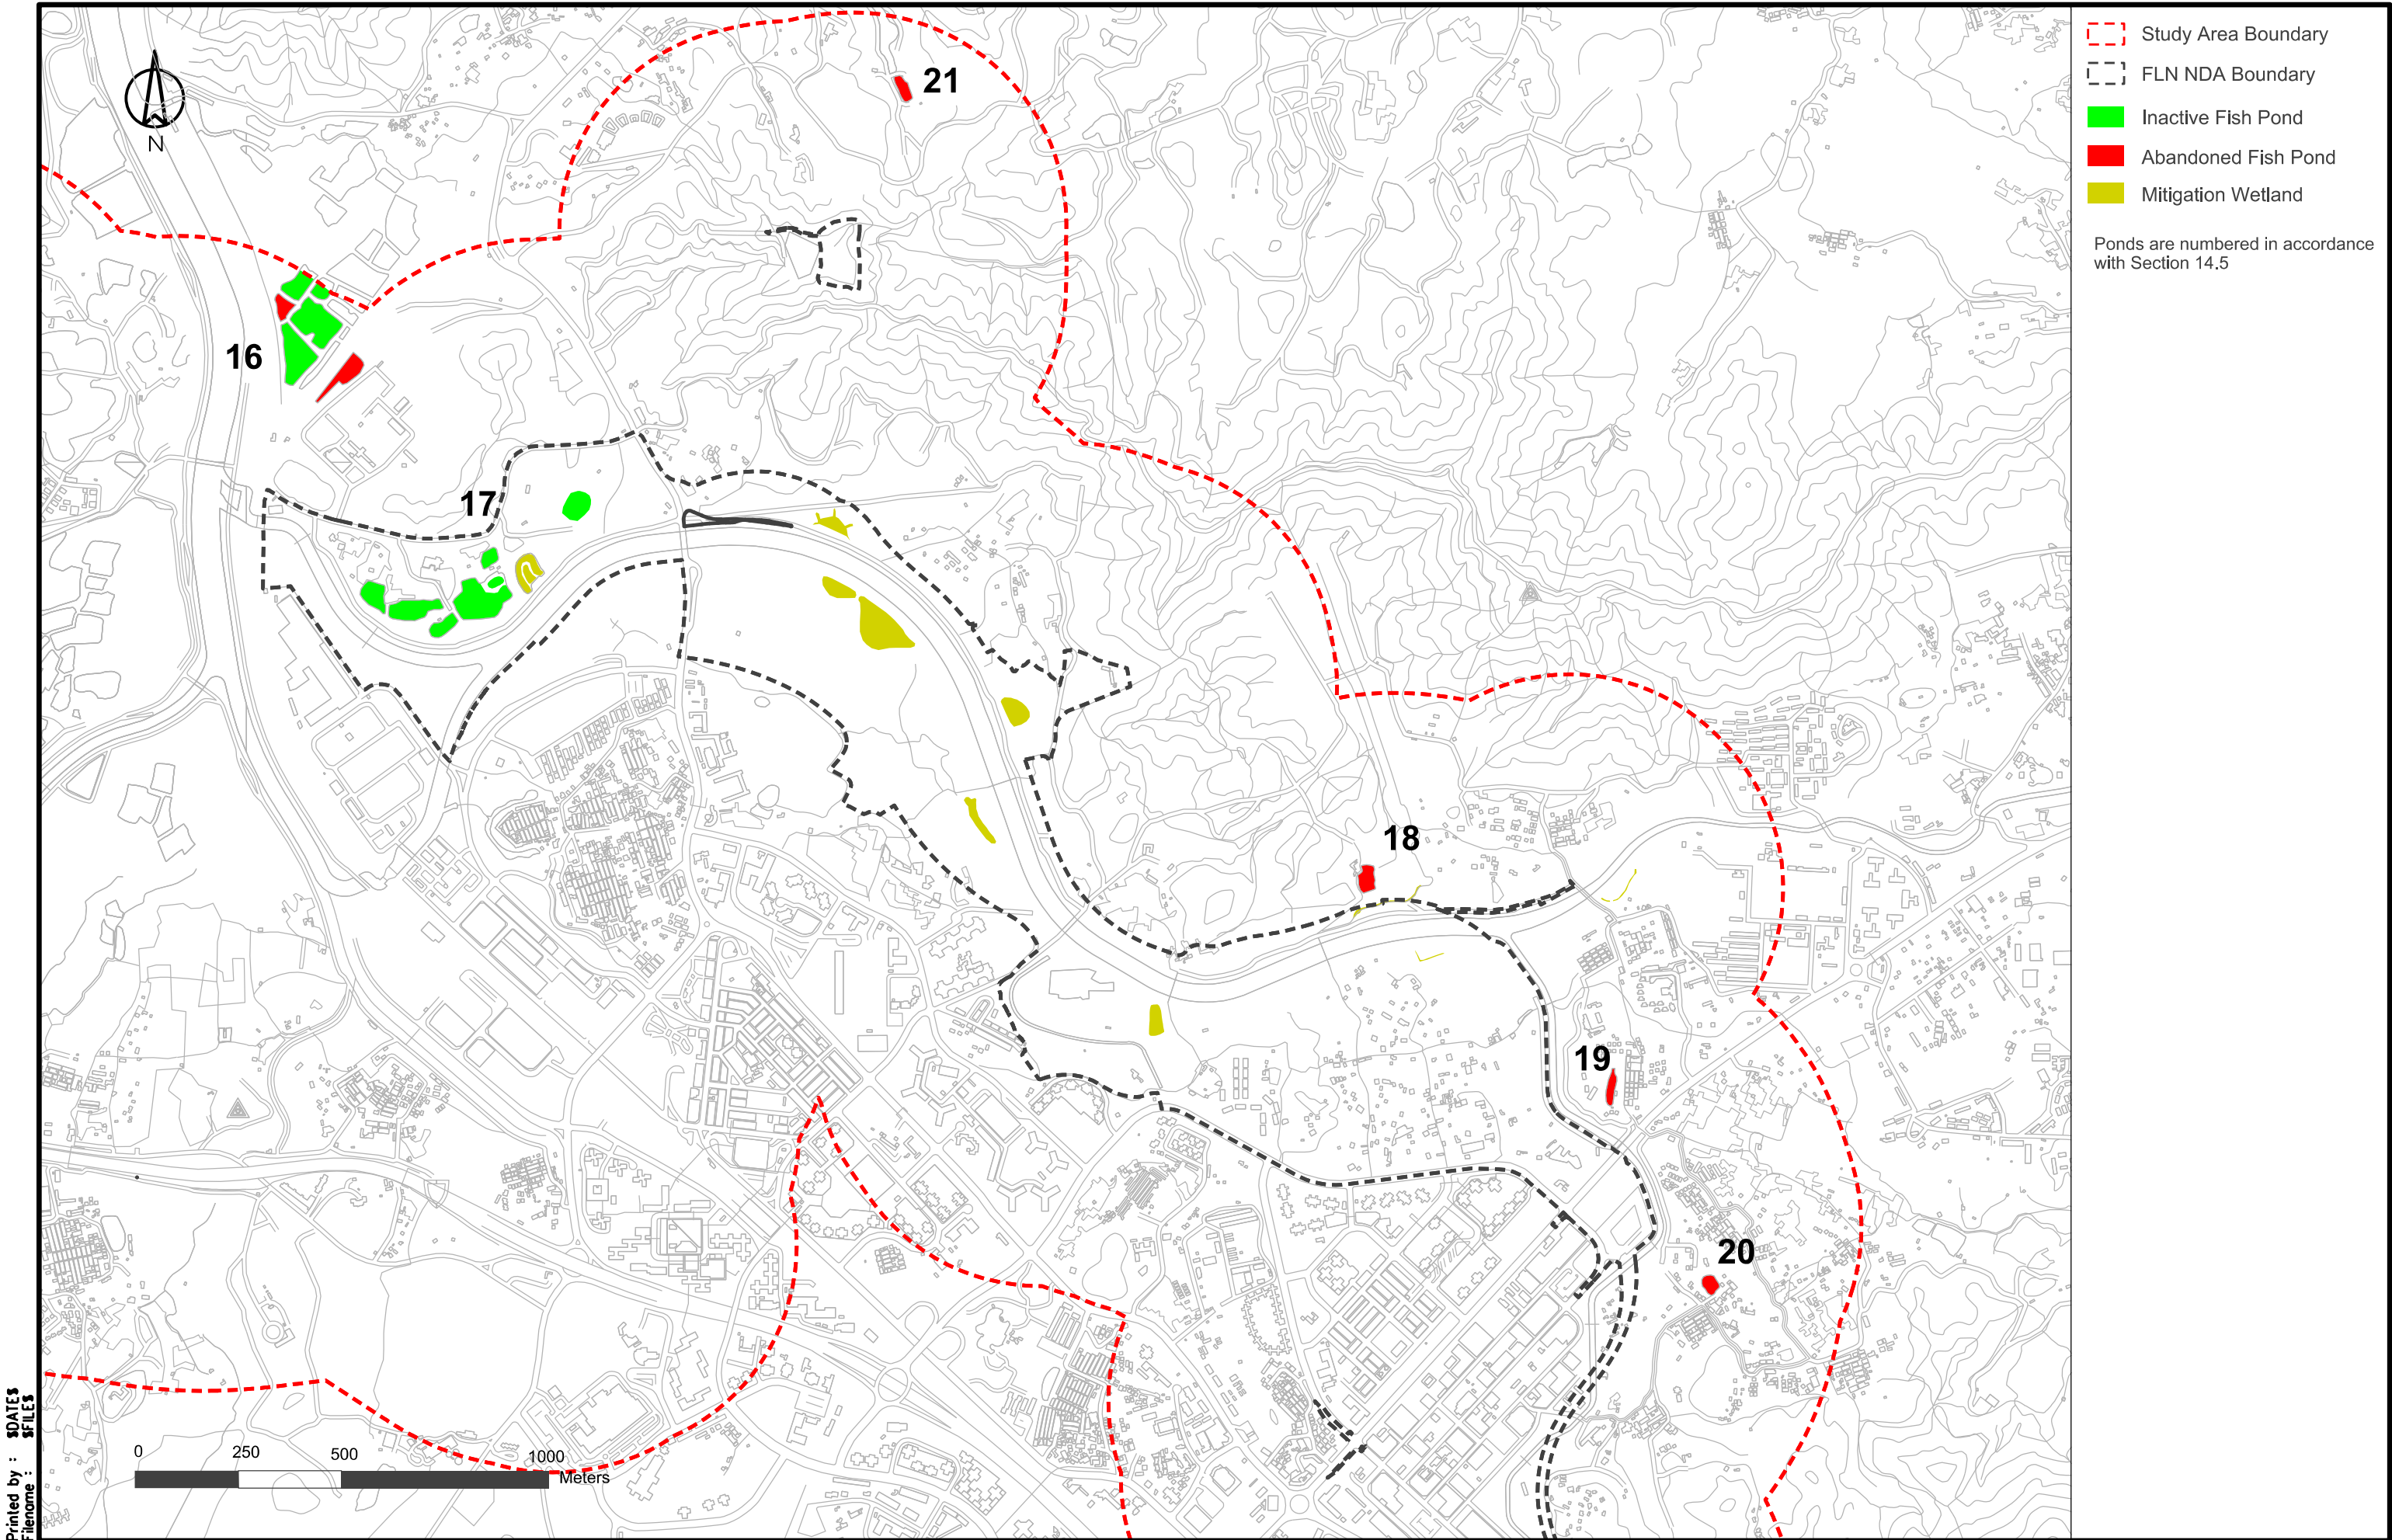 Study Area Boundary
FLN NDA Boundary
Inactive Fish Pond
Abandoned Fish Pond
Mitigation Wetland
Ponds are numbered in accordance
with Section 14.5
N
21
16
17
18
19
20
0 250 500 1000
Meters
Printed by : $DATE$
Filename : $FILE$